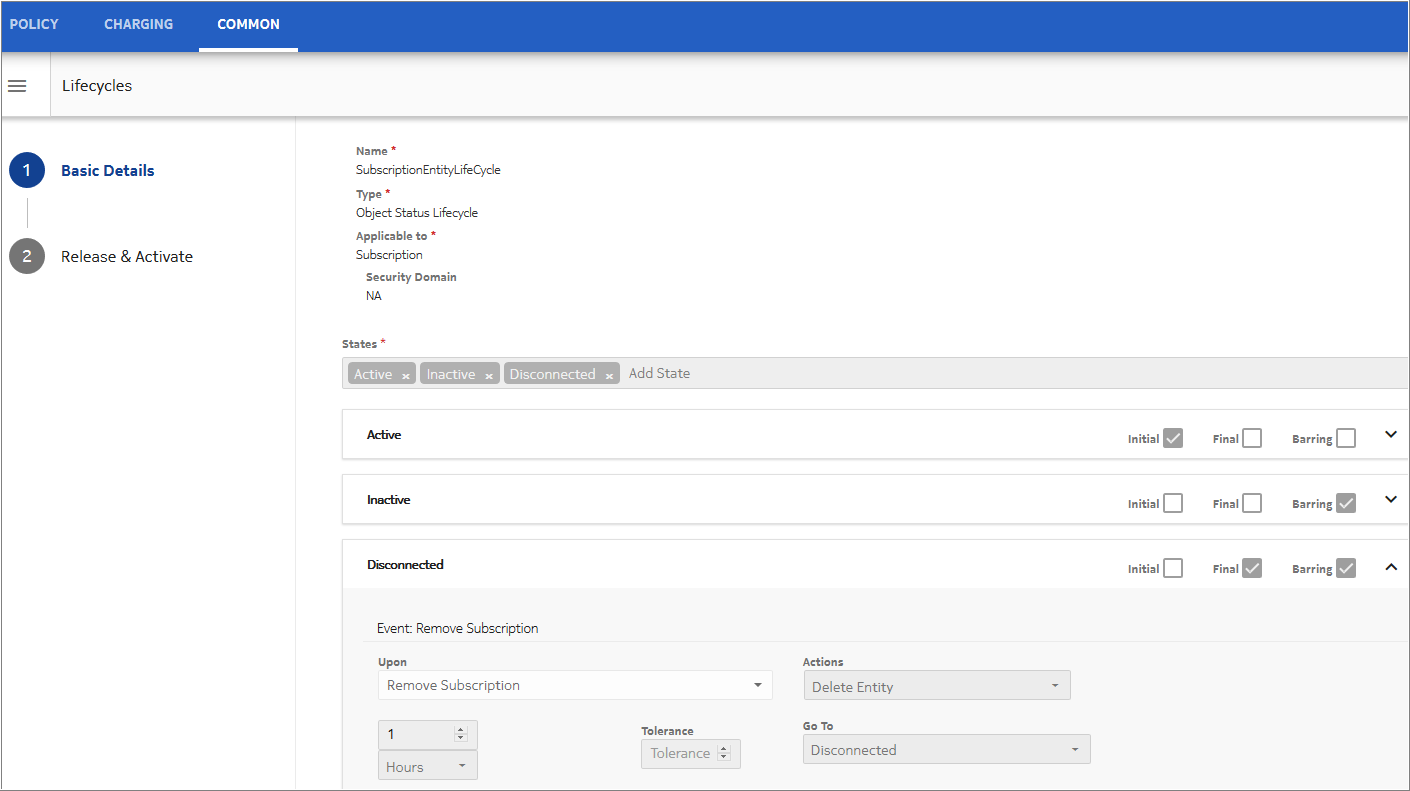 POLICY CHARGING COMMON
Lifecycles
1 Basic Details
2 Release & Activate
Name *
SubscriptionEntityLifeCycle
Type *
Object Status Lifecycle
Applicable to *
Subscription
Security Domain
NA
States *
Active × Inactive × Disconnected × Add State
Active Initial Final Barring
Inactive Initial Final Barring
Disconnected Initial Final Barring
Event: Remove Subscription
Upon Actions
Remove Subscription Delete Entity
1 Tolerance Go To
Hours Tolerance Disconnected